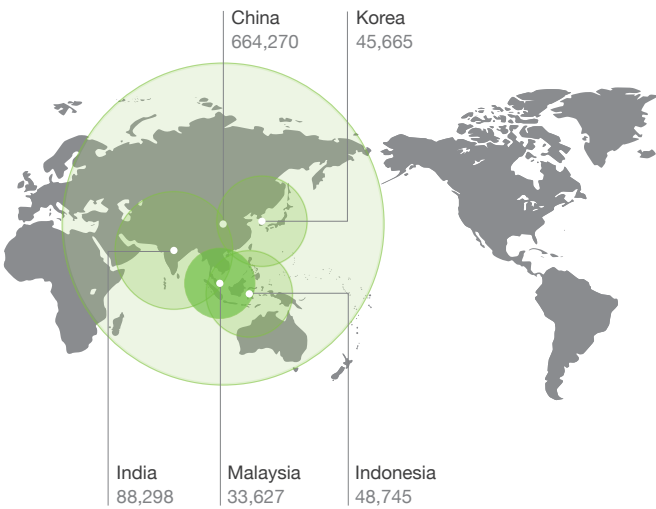 China
664,270
Korea
45,665
India
88,298
Malaysia
33,627
Indonesia
48,745